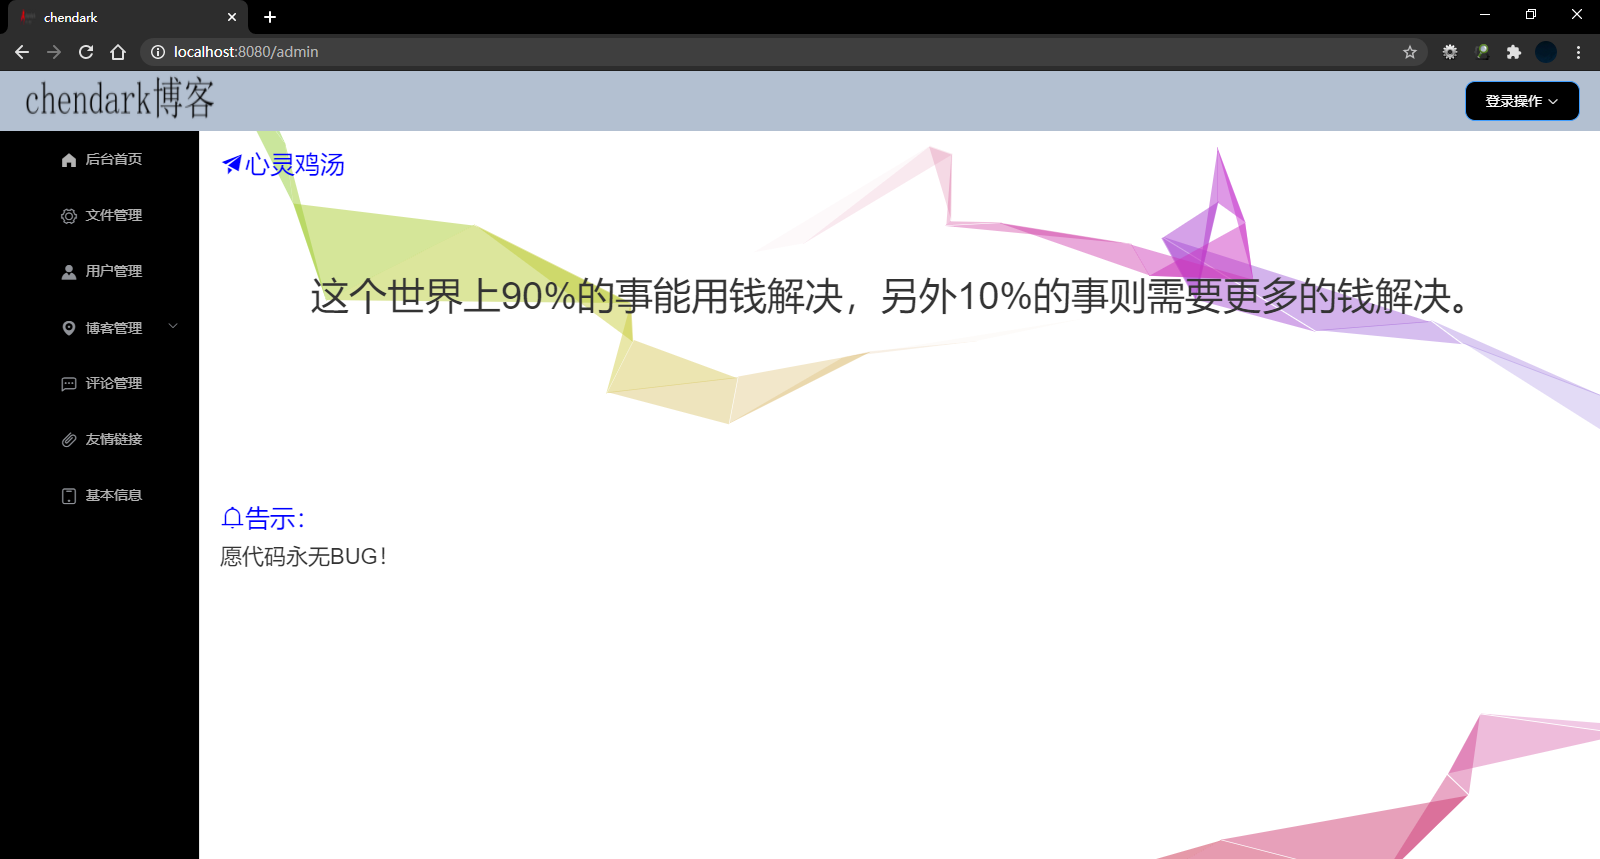 chendark
localhost:8080/admin
chendark博客
登录操作
后台首页
文件管理
用户管理
博客管理
评论管理
友情链接
基本信息
心灵鸡汤
这个世界上90%的事能用钱解决，另外10%的事则需要更多的钱解决。
告示：
愿代码永无BUG！